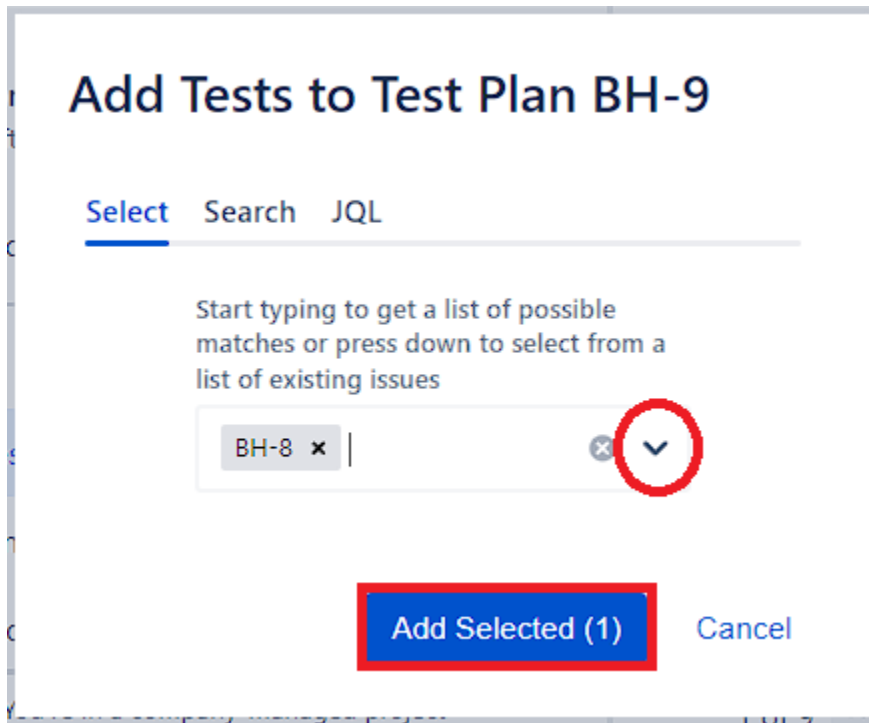 Add Tests to Test Plan BH-9
Select Search JQL
Start typing to get a list of possible
matches or press down to select from a
list of existing issues
BH-8 ×
Add Selected (1) Cancel